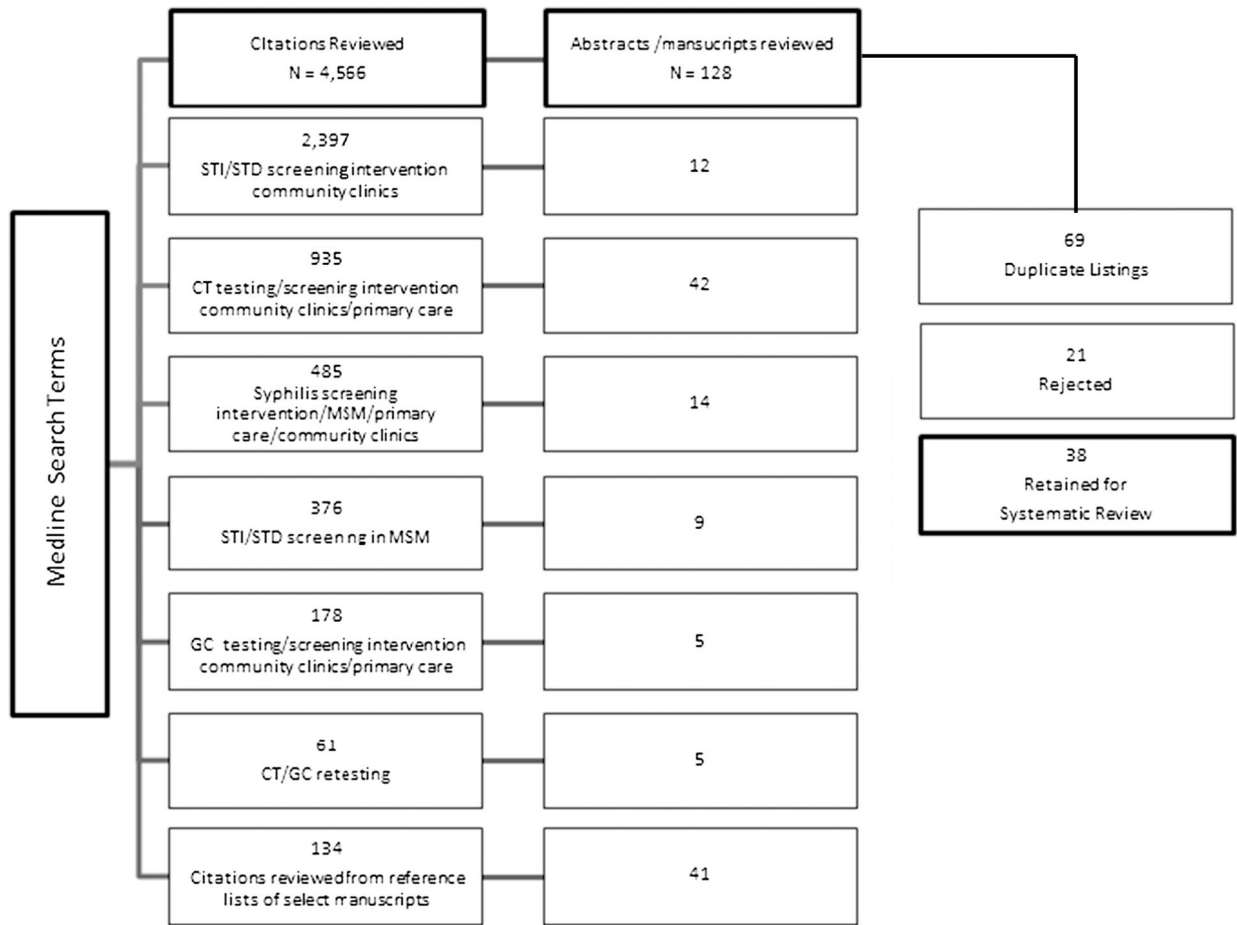 Medline Search Terms
Citations Reviewed
N = 4,566
Abstracts /mansucripts reviewed
N = 128
2,397
STI/STD screening intervention
community clinics
12
935
CT testing/screening intervention
community clinics/primary care
42
485
Syphilis screening
intervention/MSM/primary
care/community clinics
14
376
STI/STD screening in MSM
9
178
GC testing/screening intervention
community clinics/primary care
5
61
CT/GC retesting
5
134
Citations reviewed from reference
lists of select manuscripts
41
69
Duplicate Listings
21
Rejected
38
Retained for
Systematic Review